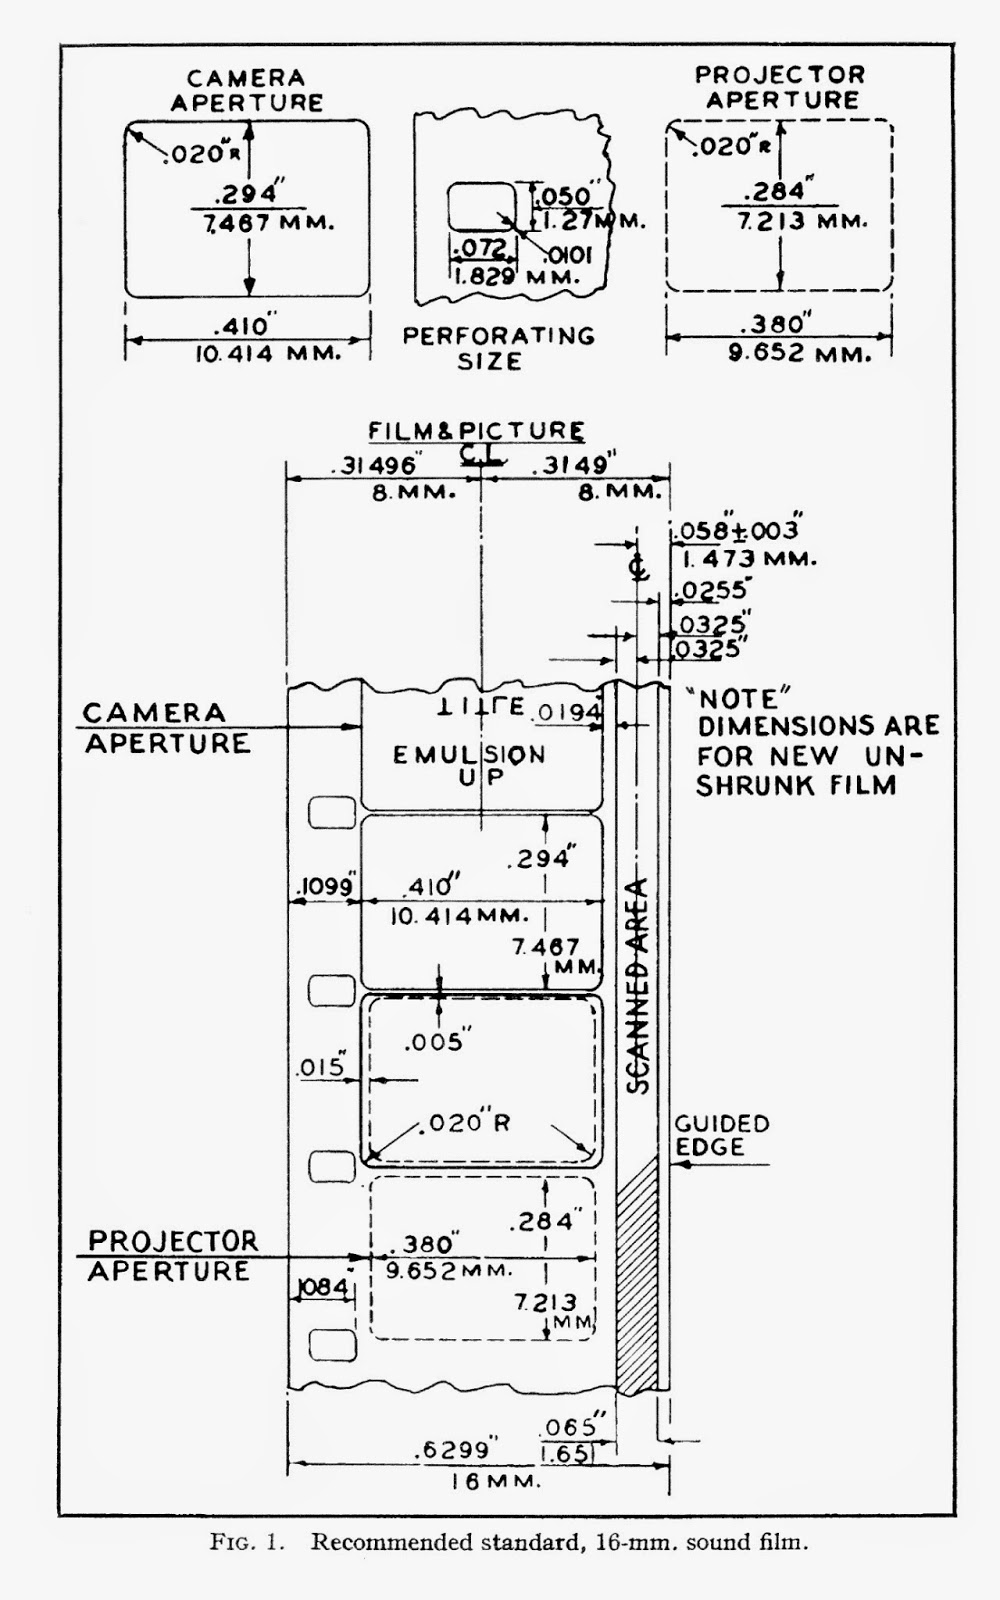 CAMERA
APERTURE
.020"R
.294"
7.467 MM.
.410"
10.414 MM.
.050"
1.27MM.
.072
.0101
1.829 MM.
PERFORATING
SIZE
PROJECTOR
APERTURE
.020"R
.284"
7.213 MM.
.380"
9.652 MM.
FILM & PICTURE
C L
.31496"
8. MM.
.3149"
8. MM.
.058"±.003"
1.473 MM.
.0255"
.0325"
.0325"
CAMERA
APERTURE
TITLE
.0194"
EMULSION
UP
"NOTE"
DIMENSIONS ARE
FOR NEW UN-
SHRUNK FILM
.294"
.1099"
.410"
10.414 MM.
7.467
MM.
SCANNED AREA
.005"
.015"
.020"R
GUIDED
EDGE
PROJECTOR
APERTURE
.284"
.380"
9.652 MM.
.1084"
7.213
MM
.065"
1.651
.6299"
16 MM.
FIG. 1. Recommended standard, 16-mm. sound film.